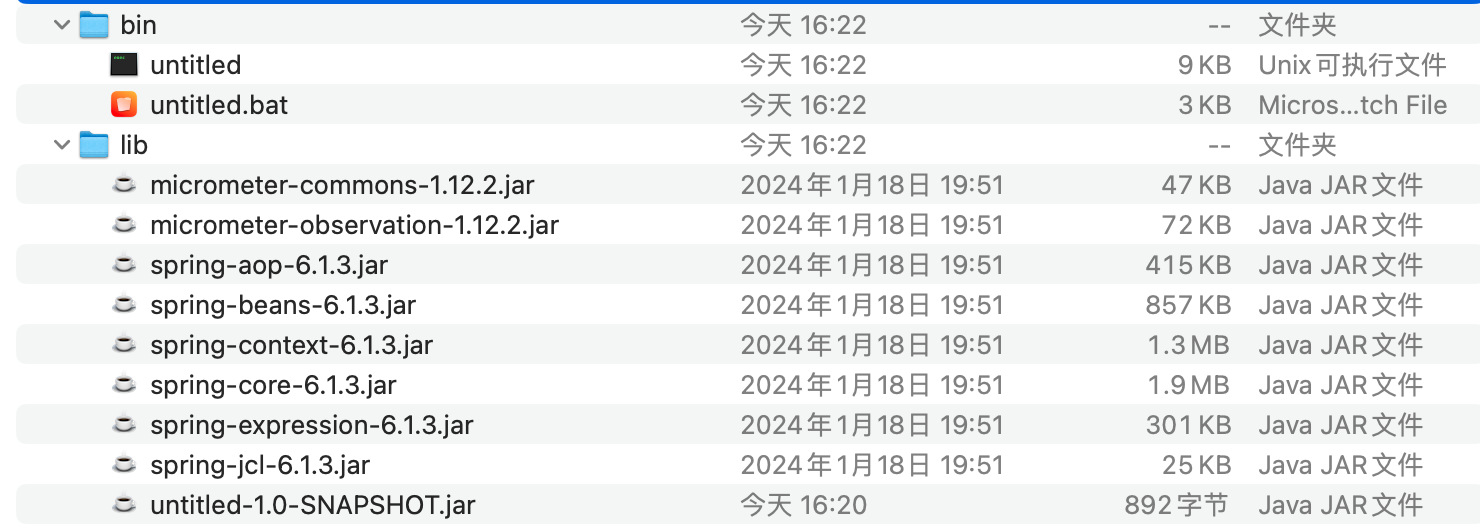 bin 今天 16:22 -- 文件夹
untitled 今天 16:22 9 KB Unix可执行文件
untitled.bat 今天 16:22 3 KB Micros...tch File
lib 今天 16:22 -- 文件夹
micrometer-commons-1.12.2.jar 2024年1月18日 19:51 47 KB Java JAR文件
micrometer-observation-1.12.2.jar 2024年1月18日 19:51 72 KB Java JAR文件
spring-aop-6.1.3.jar 2024年1月18日 19:51 415 KB Java JAR文件
spring-beans-6.1.3.jar 2024年1月18日 19:51 857 KB Java JAR文件
spring-context-6.1.3.jar 2024年1月18日 19:51 1.3 MB Java JAR文件
spring-core-6.1.3.jar 2024年1月18日 19:51 1.9 MB Java JAR文件
spring-expression-6.1.3.jar 2024年1月18日 19:51 301 KB Java JAR文件
spring-jcl-6.1.3.jar 2024年1月18日 19:51 25 KB Java JAR文件
untitled-1.0-SNAPSHOT.jar 今天 16:20 892字节 Java JAR文件